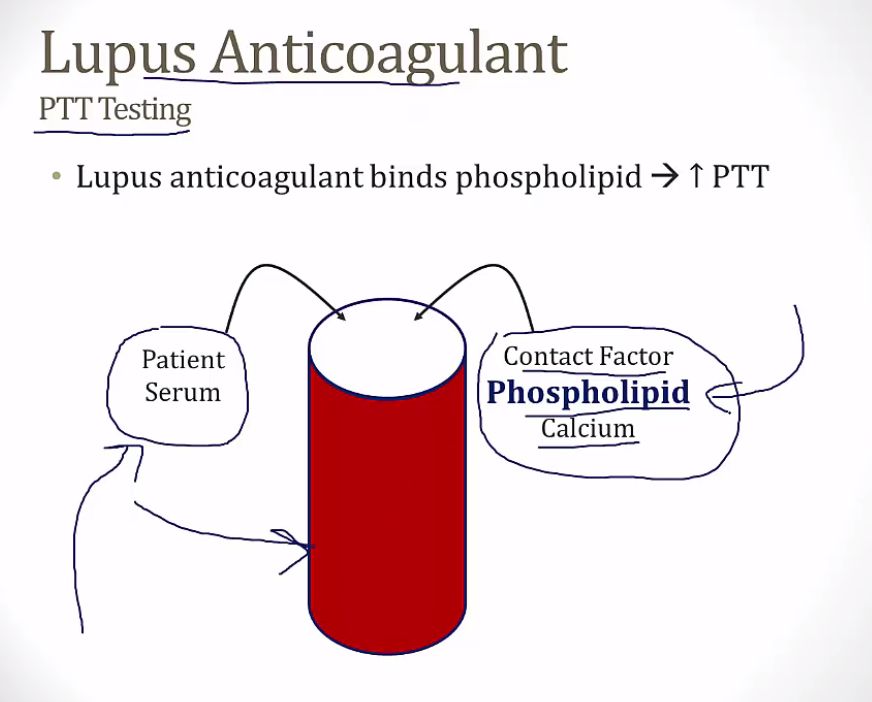 Lupus Anticoagulant
PTT Testing
• Lupus anticoagulant binds phospholipid → ↑ PTT
Patient
Serum
Contact Factor
Phospholipid
Calcium